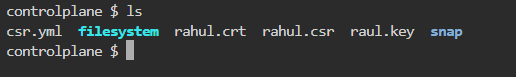 controlplane $ ls
csr.yml filesystem rahul.crt rahul.csr raul.key snap
controlplane $